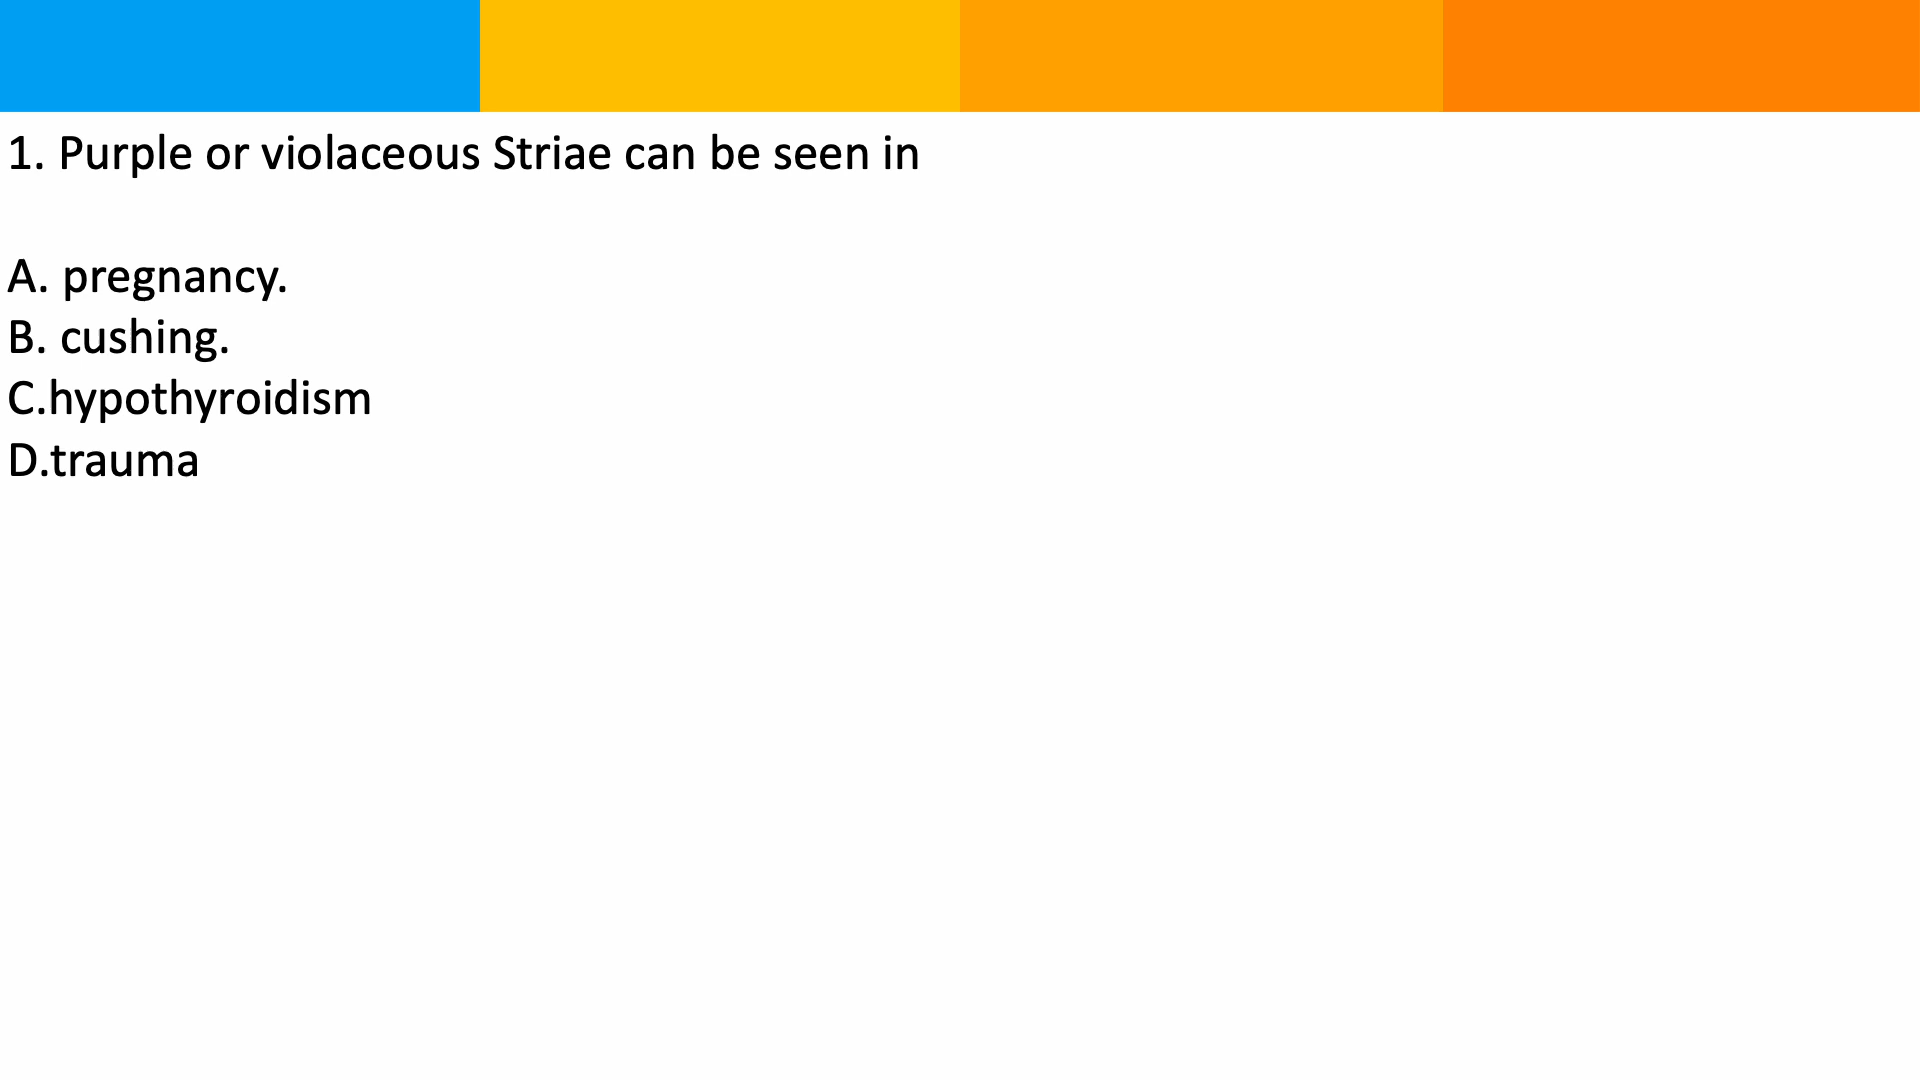 1. Purple or violaceous Striae can be seen in
A. pregnancy.
B. cushing.
C.hypothyroidism
D.trauma